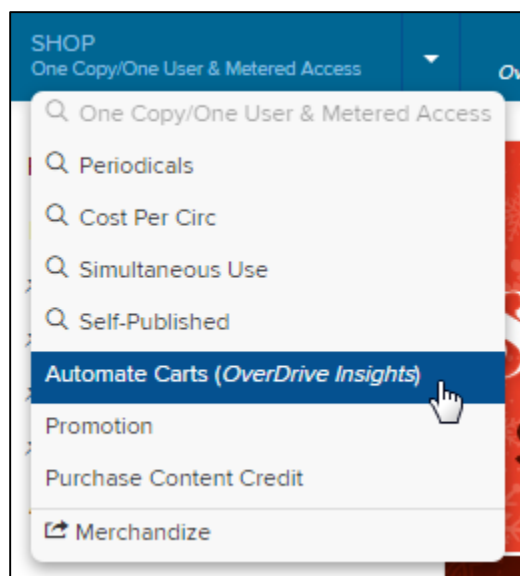 SHOP
One Copy/One User & Metered Access
One Copy/One User & Metered Access
Periodicals
Cost Per Circ
Simultaneous Use
Self-Published
Automate Carts (OverDrive Insights)
Promotion
Purchase Content Credit
Merchandize